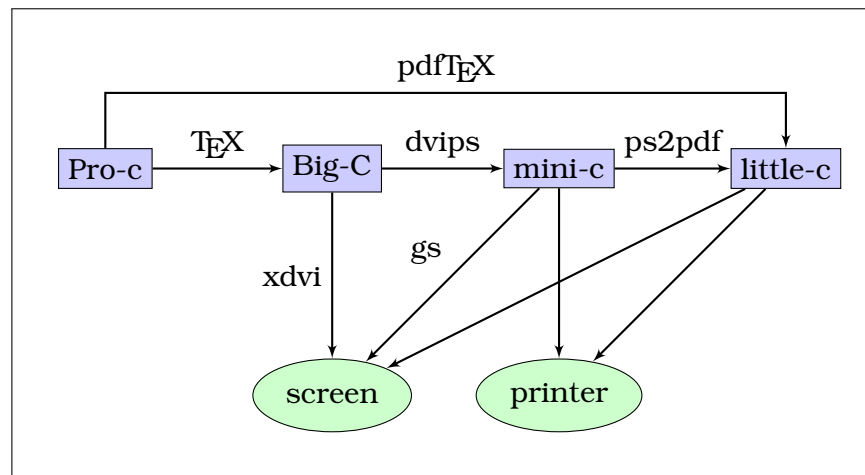 pdfTEX
TEX dvips ps2pdf
Pro-c Big-C mini-c little-c
gs
xdvi
screen printer